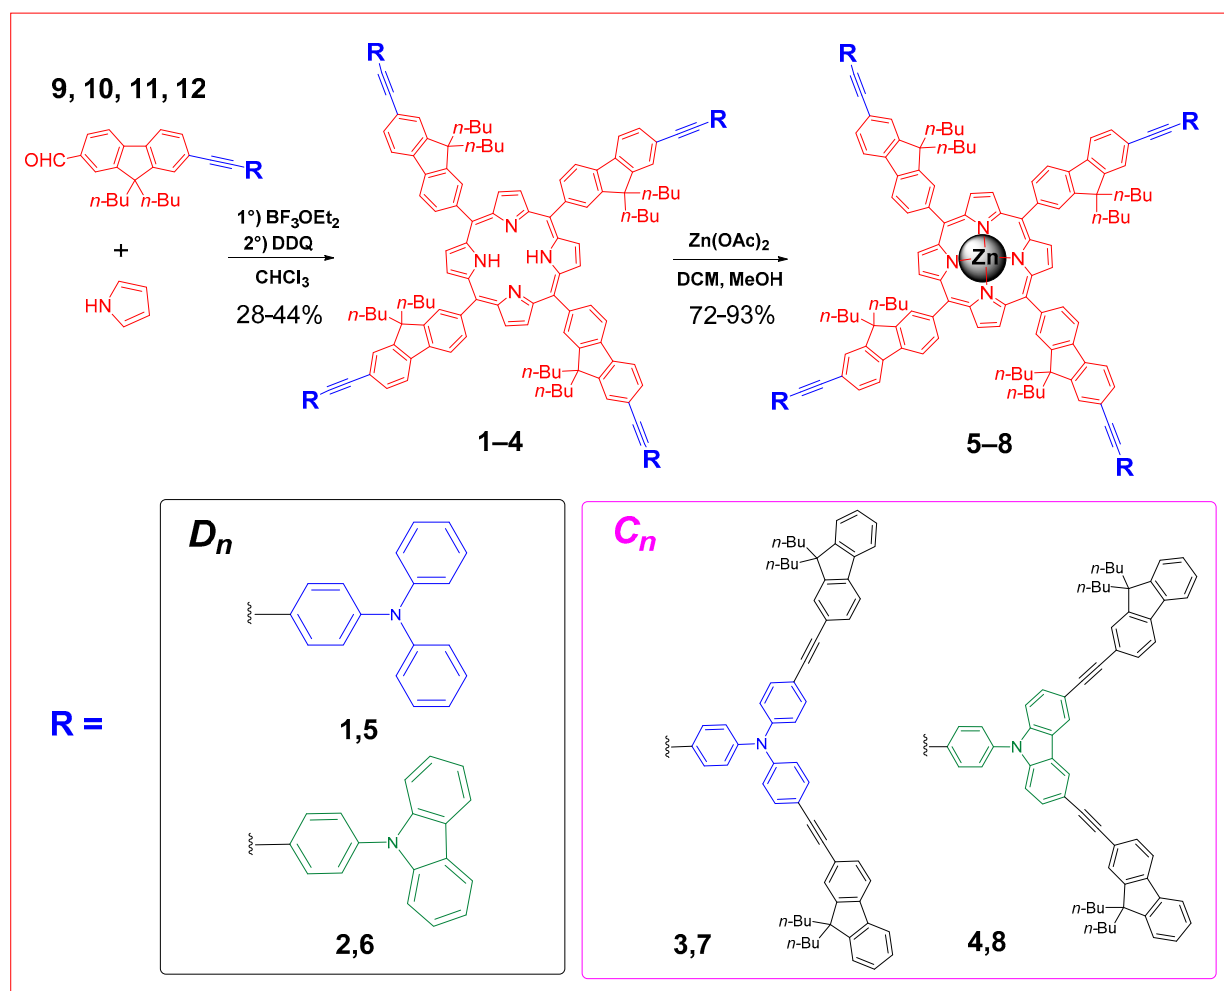 9, 10, 11, 12
OHC
R
n-Bu
n-Bu
+
HN
1°) BF3OEt2
2°) DDQ
CHCl3
28-44%
R
n-Bu
n-Bu
R
n-Bu
n-Bu
N
NH
HN
N
n-Bu
n-Bu
n-Bu
n-Bu
R
R
1–4
Zn(OAc)2
DCM, MeOH
72-93%
R
n-Bu
n-Bu
R
n-Bu
n-Bu
N
N
Zn
N
N
n-Bu
n-Bu
n-Bu
n-Bu
R
R
5–8
R =
Dn
N
1,5
N
2,6
Cn
n-Bu
n-Bu
N
n-Bu
n-Bu
3,7
n-Bu
n-Bu
N
n-Bu
n-Bu
4,8